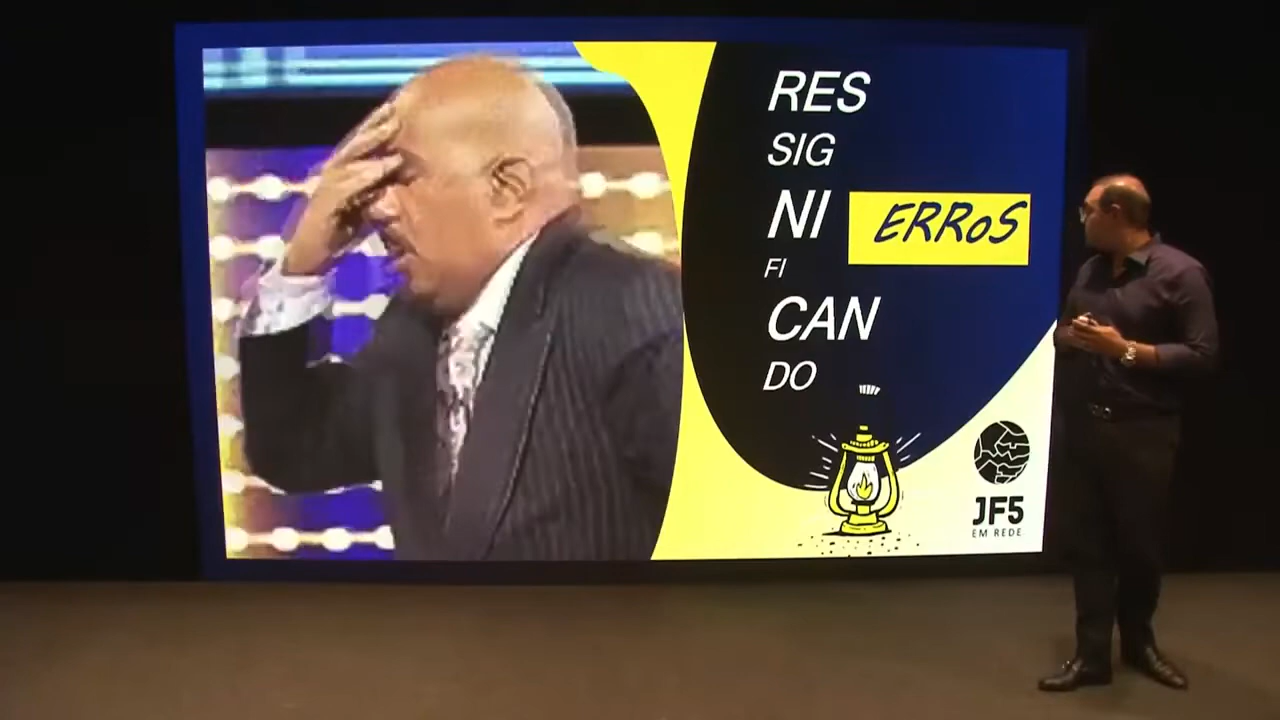 RES
SIG
NI
ERRoS
FI
CAN
DO
JF5
EM REDE